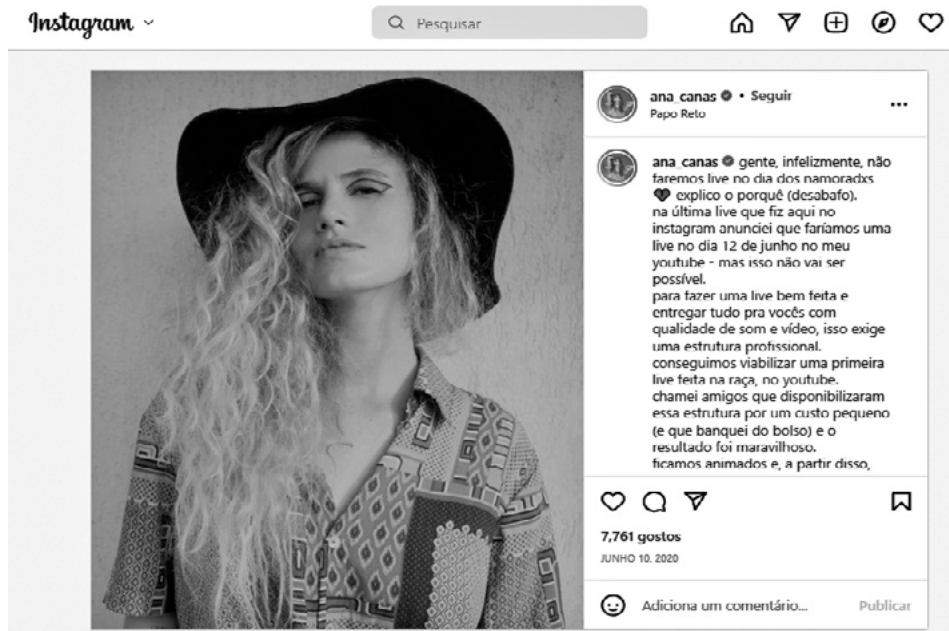 Instagram
Pesquisar
ana_canas • Seguir
Papo Reto
ana_canas gente, infelizmente, não
faremos live no dia dos namoradxs
explico o porquê (desabafo).
na última live que fiz aqui no
instagram anunciei que faríamos uma
live no dia 12 de junho no meu
youtube - mas isso não vai ser
possível.
para fazer uma live bem feita e
entregar tudo pra vocês com
qualidade de som e vídeo, isso exige
uma estrutura profissional.
conseguimos viabilizar uma primeira
live feita na raça, no youtube.
chamei amigos que disponibilizaram
essa estrutura por um custo pequeno
(e que banquei do bolso) e o
resultado foi maravilhoso.
ficamos animados e, a partir disso,
7,761 gostos
JUNHO 10, 2020
Adiciona um comentário...
Publicar